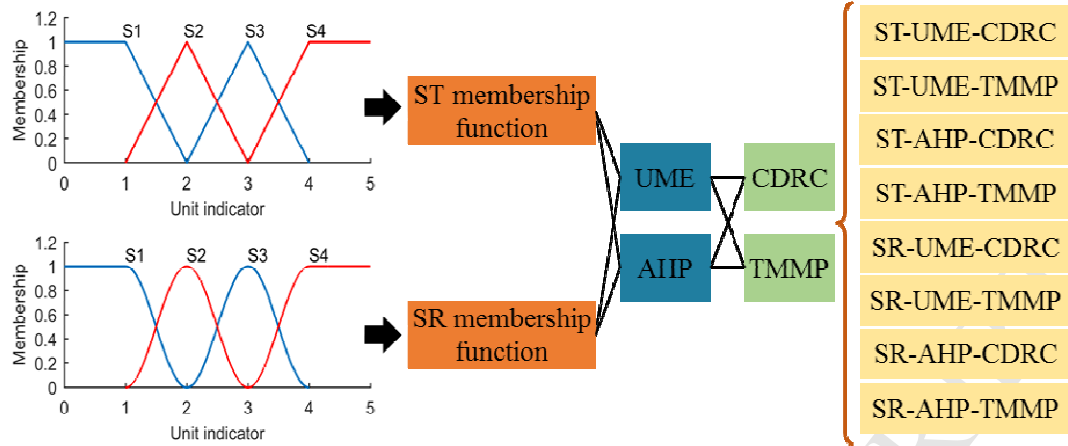 1.2
1
0.8
0.6
0.4
0.2
0
Membership
S1 S2 S3 S4
0 1 2 3 4 5
Unit indicator
1.2
1
0.8
0.6
0.4
0.2
0
Membership
S1 S2 S3 S4
0 1 2 3 4 5
Unit indicator
ST membership
function
SR membership
function
UME
AHP
CDRC
TMMP
ST-UME-CDRC
ST-UME-TMMP
ST-AHP-CDRC
ST-AHP-TMMP
SR-UME-CDRC
SR-UME-TMMP
SR-AHP-CDRC
SR-AHP-TMMP